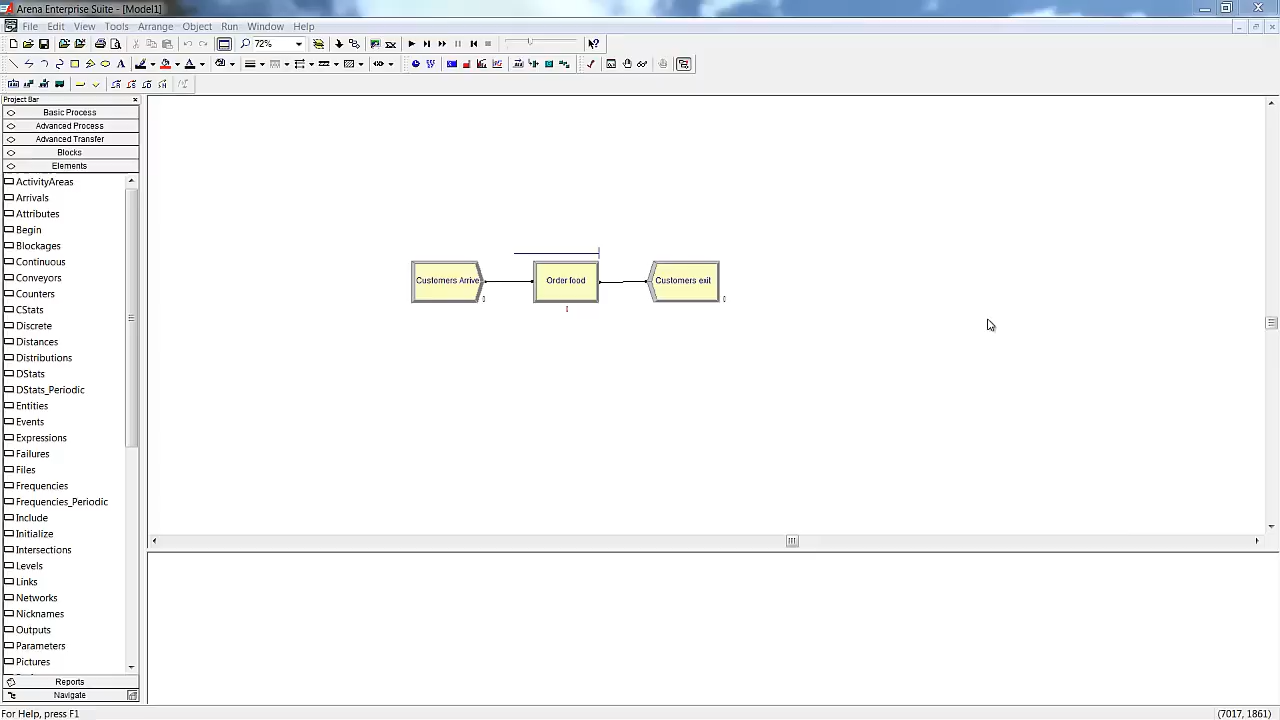 Arena Enterprise Suite - [Model1]
File Edit View Tools Arrange Object Run Window Help
72%
Project Bar
Basic Process
Advanced Process
Advanced Transfer
Blocks
Elements
ActivityAreas
Arrivals
Attributes
Begin
Blockages
Continuous
Conveyors
Counters
CStats
Discrete
Distances
Distributions
DStats
DStats_Periodic
Entities
Events
Expressions
Failures
Files
Frequencies
Frequencies_Periodic
Include
Initialize
Intersections
Levels
Links
Networks
Nicknames
Outputs
Parameters
Pictures
Reports
Navigate
Customers Arrive
Order food
Customers exit
0
0
For Help, press F1
(7017, 1861)